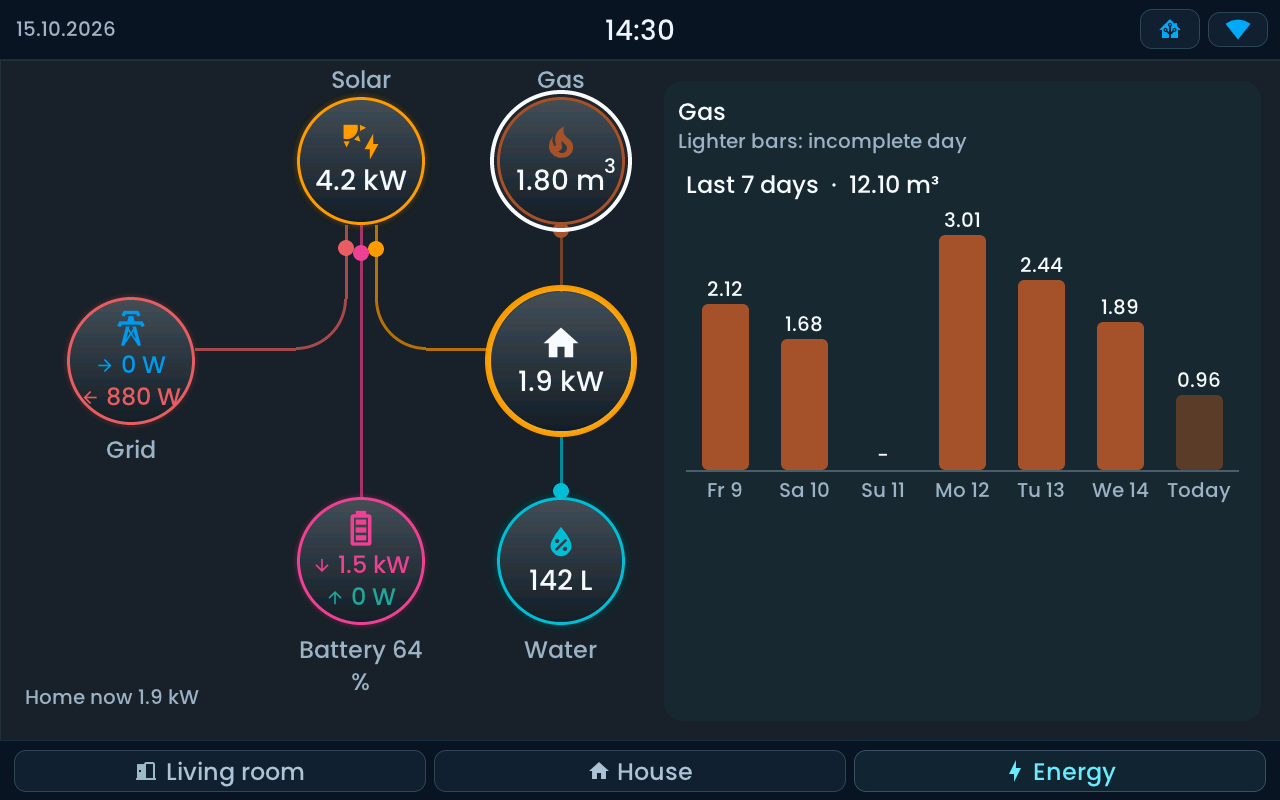 15.10.2026
14:30
Solar
Gas
4.2 kW
1.80 m³
→ 0 W
← 880 W
Grid
1.9 kW
↓ 1.5 kW
↑ 0 W
Battery 64
%
142 L
Water
Home now 1.9 kW
Gas
Lighter bars: incomplete day
Last 7 days · 12.10 m³
2.12
1.68
-
3.01
2.44
1.89
0.96
Fr 9
Sa 10
Su 11
Mo 12
Tu 13
We 14
Today
Living room
House
Energy